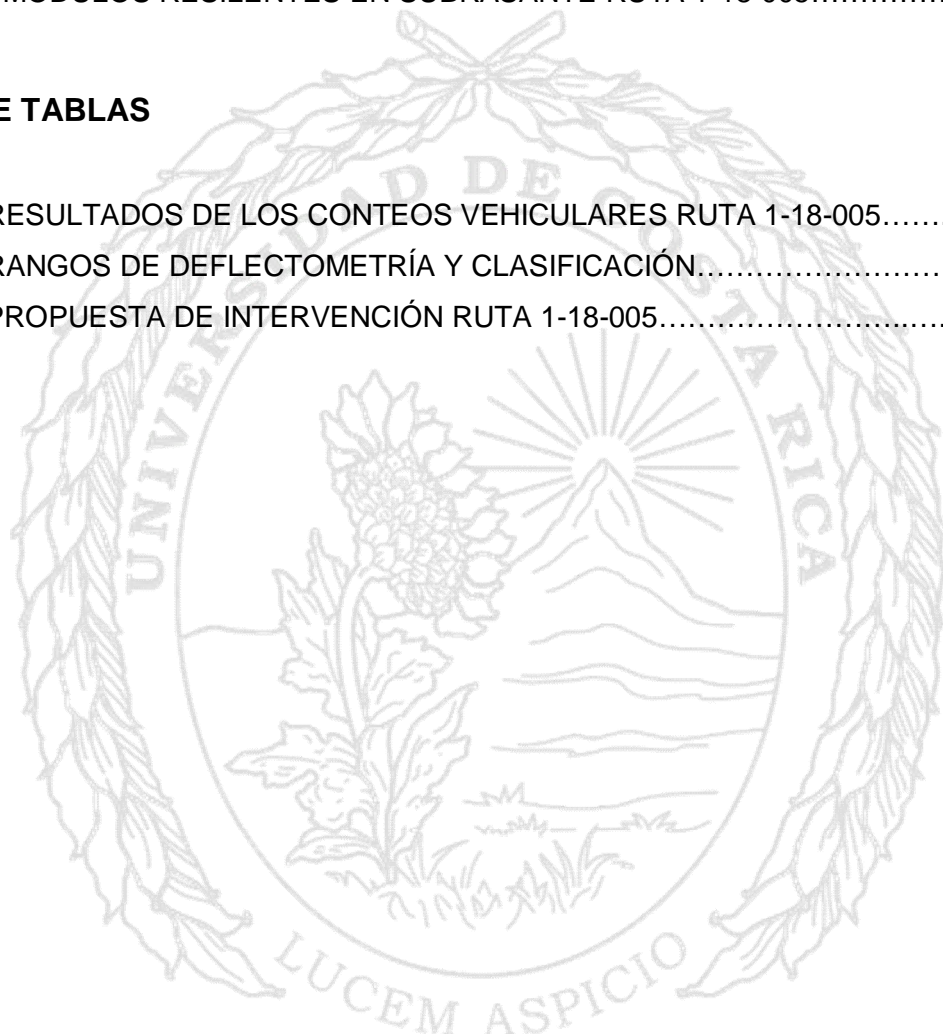 E TABLAS
RESULTADOS DE LOS CONTEOS VEHICULARES RUTA 1-18-005……
RANGOS DE DEFLECTOMETRÍA Y CLASIFICACIÓN……………………
PROPUESTA DE INTERVENCIÓN RUTA 1-18-005……………………..….
UNIVERSIDAD DE COSTA RICA
LUCEM ASPICIO